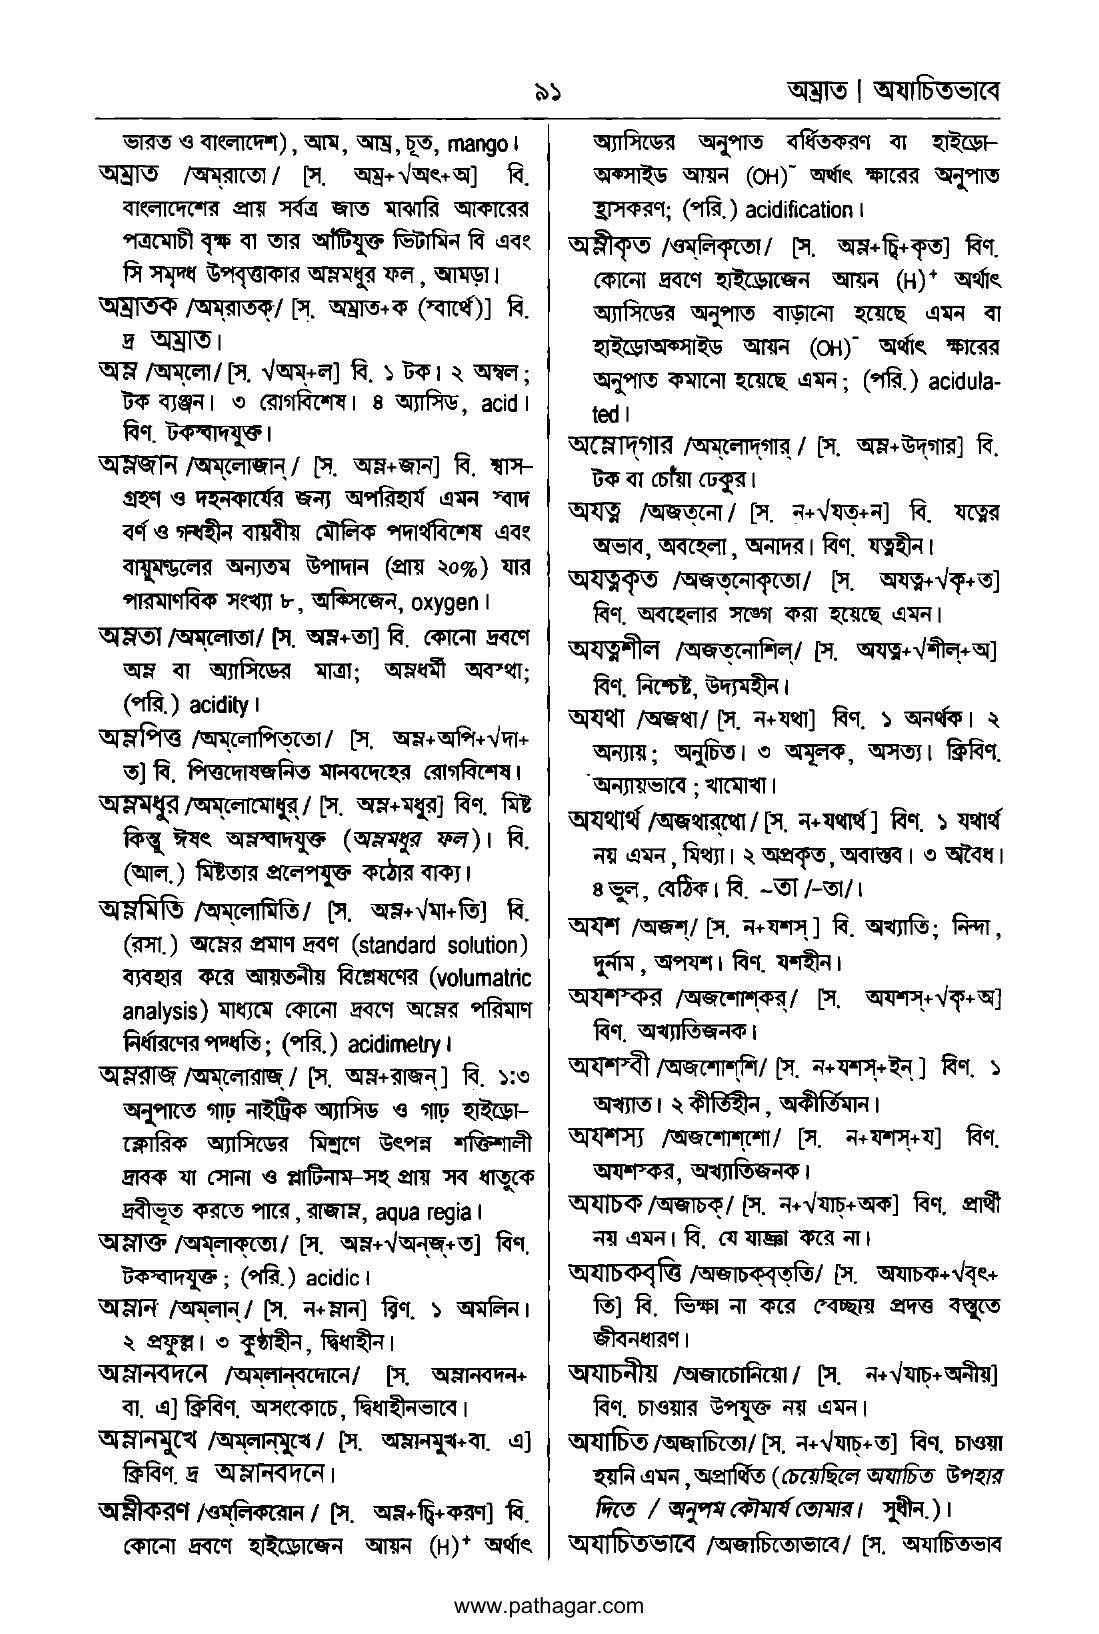 ৯১
অম্রাত | অযাচিতভাবে
ভারত ও বাংলাদেশ), আম, আম্র, চূত, mango।
অম্রাত /অম্‌রাতো/ [স. অম্র+√অৎ+অ] বি.
বাংলাদেশের প্রায় সর্বত্র জাত মাঝারি আকারের
পত্রমোচী বৃক্ষ বা তার আঁটিযুক্ত ভিটামিন বি এবং
সি সমৃদ্ধ উপবৃত্তাকার অম্লমধুর ফল, আমড়া।
অম্রাতক /অম্‌রাতক্/ [স. অম্রাত+ক (স্বার্থে)] বি.
দ্র অম্রাত।
অম্ল /অম্‌লো/ [স. √অম্+ল] বি. ১ টক। ২ অম্বল;
টক ব্যঞ্জন। ৩ রোগবিশেষ। ৪ অ্যাসিড, acid।
বিণ. টকস্বাদযুক্ত।
অম্লজান /অম্‌লোজান্/ [স. অম্ল+জান] বি. শ্বাস-
গ্রহণ ও দহনকার্যের জন্য অপরিহার্য এমন স্বাদ
বর্ণ ও গন্ধহীন বায়বীয় মৌলিক পদার্থবিশেষ এবং
বায়ুমন্ডলের অন্যতম উপাদান (প্রায় ২০%) যার
পারমাণবিক সংখ্যা ৮, অক্সিজেন, oxygen।
অম্লতা /অম্‌লোতা/ [স. অম্ল+তা] বি. কোনো দ্রবণে
অম্ল বা অ্যাসিডের মাত্রা; অম্লধর্মী অবস্থা;
(পরি.) acidity।
অম্লপিত্ত /অম্‌লোপিত্‌তো/ [স. অম্ল+অপি+√দা+
ত] বি. পিত্তদোষজনিত মানবদেহের রোগবিশেষ।
অম্লমধুর /অম্‌লোমোধুর্/ [স. অম্ল+মধুর] বিণ. মিষ্ট
কিন্তু ঈষৎ অম্লস্বাদযুক্ত (অম্লমধুর ফল)। বি.
(আল.) মিষ্টতার প্রলেপযুক্ত কঠোর বাক্য।
অম্লমিতি /অম্‌লোমিতি/ [স. অম্ল+√মা+তি] বি.
(রসা.) অম্লের প্রমাণ দ্রবণ (standard solution)
ব্যবহার করে আয়তনীয় বিশ্লেষণের (volumatric
analysis) মাধ্যমে কোনো দ্রবণে অম্লের পরিমাণ
নির্ধারণের পদ্ধতি; (পরি.) acidimetry।
অম্লরাজ /অম্‌লোরাজ্/ [স. অম্ল+রাজন্] বি. ১:৩
অনুপাতে গাঢ় নাইট্রিক অ্যাসিড ও গাঢ় হাইড্রো-
ক্লোরিক অ্যাসিডের মিশ্রণে উৎপন্ন শক্তিশালী
দ্রাবক যা সোনা ও প্লাটিনাম-সহ প্রায় সব ধাতুকে
দ্রবীভূত করতে পারে, রাজাম্ল, aqua regia।
অম্লাক্ত /অম্‌লাক্‌তো/ [স. অম্ল+√অন্‌জ্+ত] বিণ.
টকস্বাদযুক্ত; (পরি.) acidic।
অম্লান /অম্‌লান্/ [স. ন+ম্লান] বিণ. ১ অমলিন।
২ প্রফুল্ল। ৩ কুণ্ঠাহীন, দ্বিধাহীন।
অম্লানবদনে /অম্‌লান্‌বদোনে/ [স. অম্লানবদন+
বা. এ] ক্রিবিণ. অসংকোচে, দ্বিধাহীনভাবে।
অম্লানমুখে /অম্‌লান্‌মুখে/ [স. অম্লানমুখ+বা. এ]
ক্রিবিণ. দ্র অম্লানবদনে।
অম্লীকরণ /ওম্‌লিকরোন/ [স. অম্ল+চ্বি+করণ] বি.
কোনো দ্রবণে হাইড্রোজেন আয়ন (H)⁺ অর্থাৎ
অ্যাসিডের অনুপাত বর্ধিতকরণ বা হাইড্রো-
অক্সাইড আয়ন (OH)⁻ অর্থাৎ ক্ষারের অনুপাত
হ্রাসকরণ; (পরি.) acidification।
অম্লীকৃত /ওম্‌লিকৃতো/ [স. অম্ল+চ্বি+কৃত] বিণ.
কোনো দ্রবণে হাইড্রোজেন আয়ন (H)⁺ অর্থাৎ
অ্যাসিডের অনুপাত বাড়ানো হয়েছে এমন বা
হাইড্রোঅক্সাইড আয়ন (OH)⁻ অর্থাৎ ক্ষারের
অনুপাত কমানো হয়েছে এমন; (পরি.) acidula-
ted।
অম্লোদ্‌গার /অম্‌লোদ্‌গার্/ [স. অম্ল+উদ্‌গার] বি.
টক বা চোঁয়া ঢেকুর।
অযত্ন /অজত্‌নো/ [স. ন+√যত্+ন] বি. যত্নের
অভাব, অবহেলা, অনাদর। বিণ. যত্নহীন।
অযত্নকৃত /অজত্‌নোকৃতো/ [স. অযত্ন+√কৃ+ত]
বিণ. অবহেলার সঙ্গে করা হয়েছে এমন।
অযত্নশীল /অজত্‌নোশিল্/ [স. অযত্ন+√শীল্+অ]
বিণ. নিশ্চেষ্ট, উদ্যমহীন।
অযথা /অজথা/ [স. ন+যথা] বিণ. ১ অনর্থক। ২
অন্যায়; অনুচিত। ৩ অমূলক, অসত্য। ক্রিবিণ.
অন্যায়ভাবে; খামোখা।
অযথার্থ /অজথার্‌থো/ [স. ন+যথার্থ] বিণ. ১ যথার্থ
নয় এমন, মিথ্যা। ২ অপ্রকৃত, অবাস্তব। ৩ অবৈধ।
৪ ভুল, বেঠিক। বি. ~তা /-তা/।
অযশ /অজশ্/ [স. ন+যশস্] বি. অখ্যাতি; নিন্দা,
দুর্নাম, অপযশ। বিণ. যশহীন।
অযশস্কর /অজশোশ্‌কর্/ [স. অযশস্+√কৃ+অ]
বিণ. অখ্যাতিজনক।
অযশস্বী /অজশোশ্‌শি/ [স. ন+যশস্+ইন্] বিণ. ১
অখ্যাত। ২ কীর্তিহীন, অকীর্তিমান।
অযশস্য /অজশোশ্‌শো/ [স. ন+যশস্+য] বিণ.
অযশস্কর, অখ্যাতিজনক।
অযাচক /অজাচক্/ [স. ন+√যাচ্+অক] বিণ. প্রার্থী
নয় এমন। বি. যে যাচ্ঞা করে না।
অযাচকবৃত্তি /অজাচক্‌বৃত্‌তি/ [স. অযাচক+√বৃৎ+
তি] বি. ভিক্ষা না করে স্বেচ্ছায় প্রদত্ত বস্তুতে
জীবনধারণ।
অযাচনীয় /অজাচোনিয়ো/ [স. ন+√যাচ্+অনীয়]
বিণ. চাওয়ার উপযুক্ত নয় এমন।
অযাচিত /অজাচিতো/ [স. ন+√যাচ্+ত] বিণ. চাওয়া
হয়নি এমন, অপ্রার্থিত (চেয়েছিলে অযাচিত উপহার
দিতে / অনুপম কৌমার্য তোমার। সুধীন.)।
অযাচিতভাবে /অজাচিতোভাবে/ [স. অযাচিতভাব
www.pathagar.com